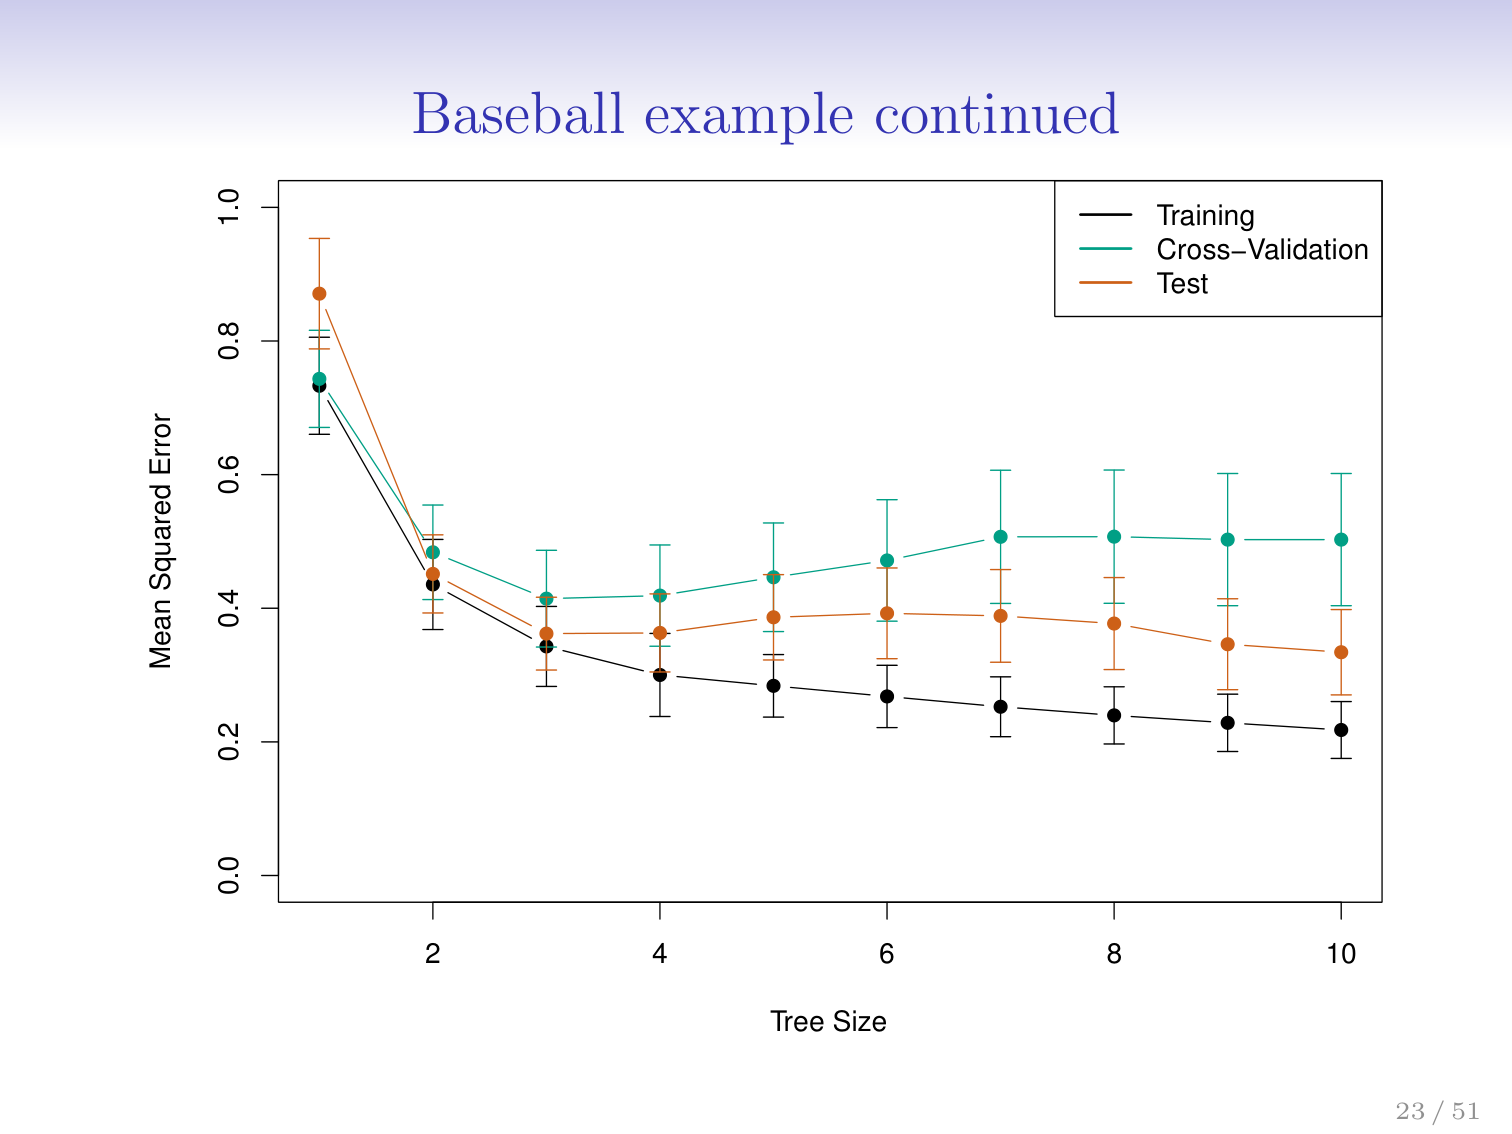 Baseball example continued
Training
Cross−Validation
Test
1.0
0.8
0.6
0.4
0.2
0.0
Mean Squared Error
2 4 6 8 10
Tree Size
23 / 51